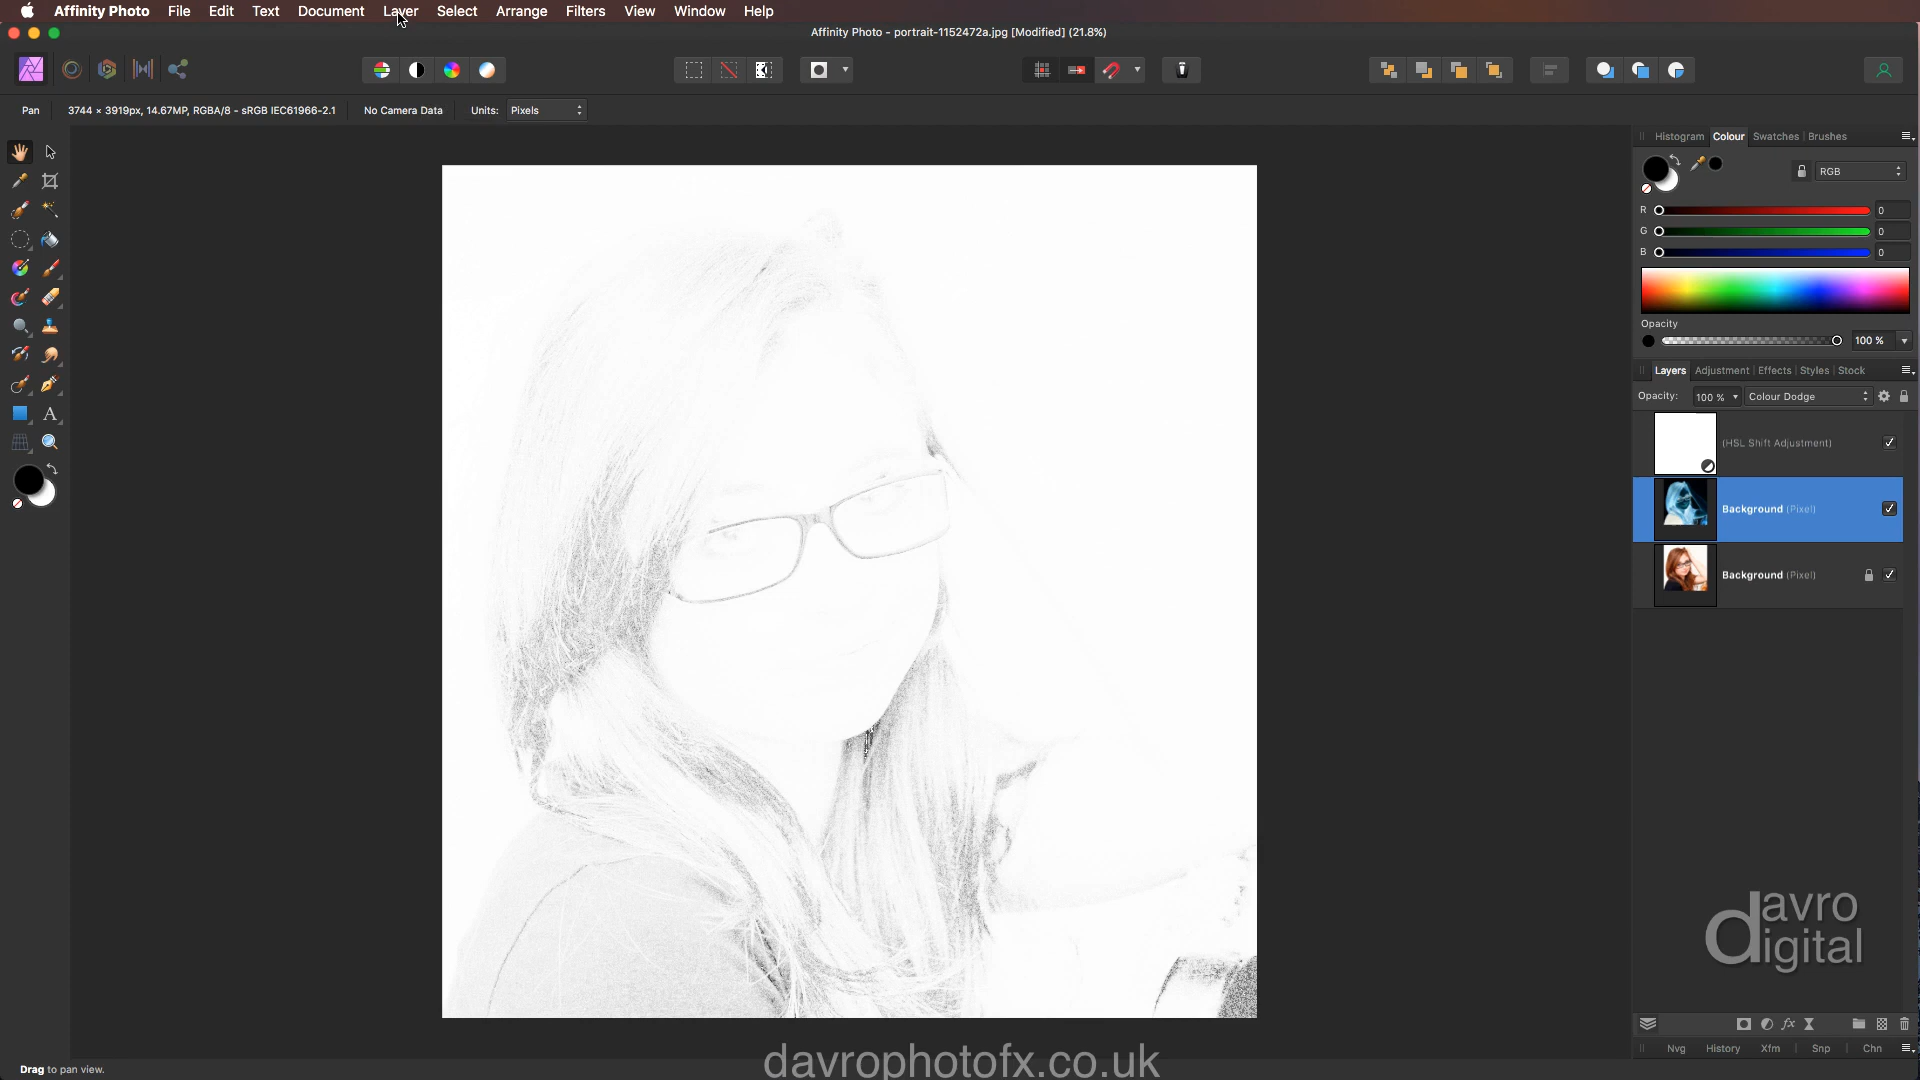 Affinity Photo File Edit Text Document Layer Select Arrange Filters View Window Help
Affinity Photo - portrait-1152472a.jpg [Modified] (21.8%)
Pan 3744 × 3919px, 14.67MP, RGBA/8 - sRGB IEC61966-2.1 No Camera Data Units: Pixels
Histogram Colour Swatches Brushes
RGB
R 0
G 0
B 0
Opacity
100 %
Layers Adjustment Effects Styles Stock
Opacity: 100 % Colour Dodge
(HSL Shift Adjustment)
Background (Pixel)
Background (Pixel)
A
davro
digital
fx
Nvg History Xfm Snp Chn
davrophotofx.co.uk
Drag to pan view.